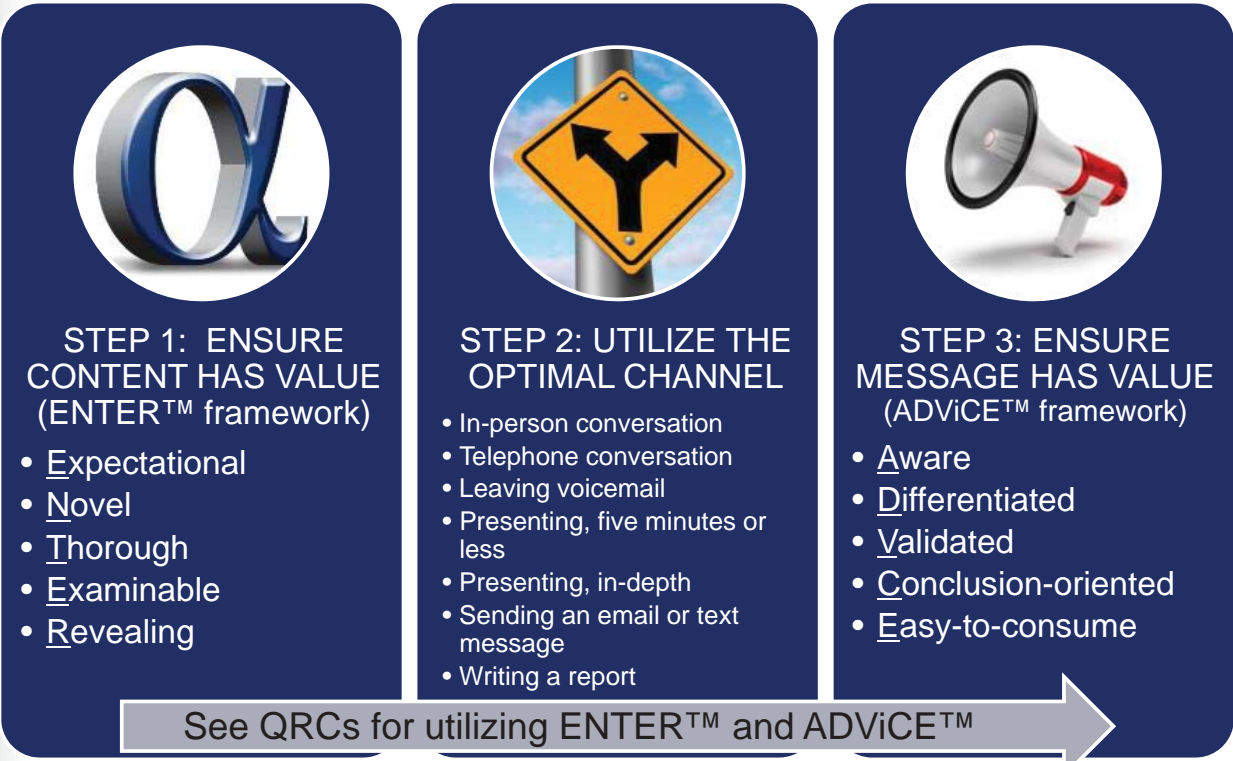 STEP 1: ENSURE
CONTENT HAS VALUE
(ENTER™ framework)
• Expectational
• Novel
• Thorough
• Examinable
• Revealing
STEP 2: UTILIZE THE
OPTIMAL CHANNEL
• In-person conversation
• Telephone conversation
• Leaving voicemail
• Presenting, five minutes or
less
• Presenting, in-depth
• Sending an email or text
message
• Writing a report
STEP 3: ENSURE
MESSAGE HAS VALUE
(ADViCE™ framework)
• Aware
• Differentiated
• Validated
• Conclusion-oriented
• Easy-to-consume
See QRCs for utilizing ENTER™ and ADViCE™